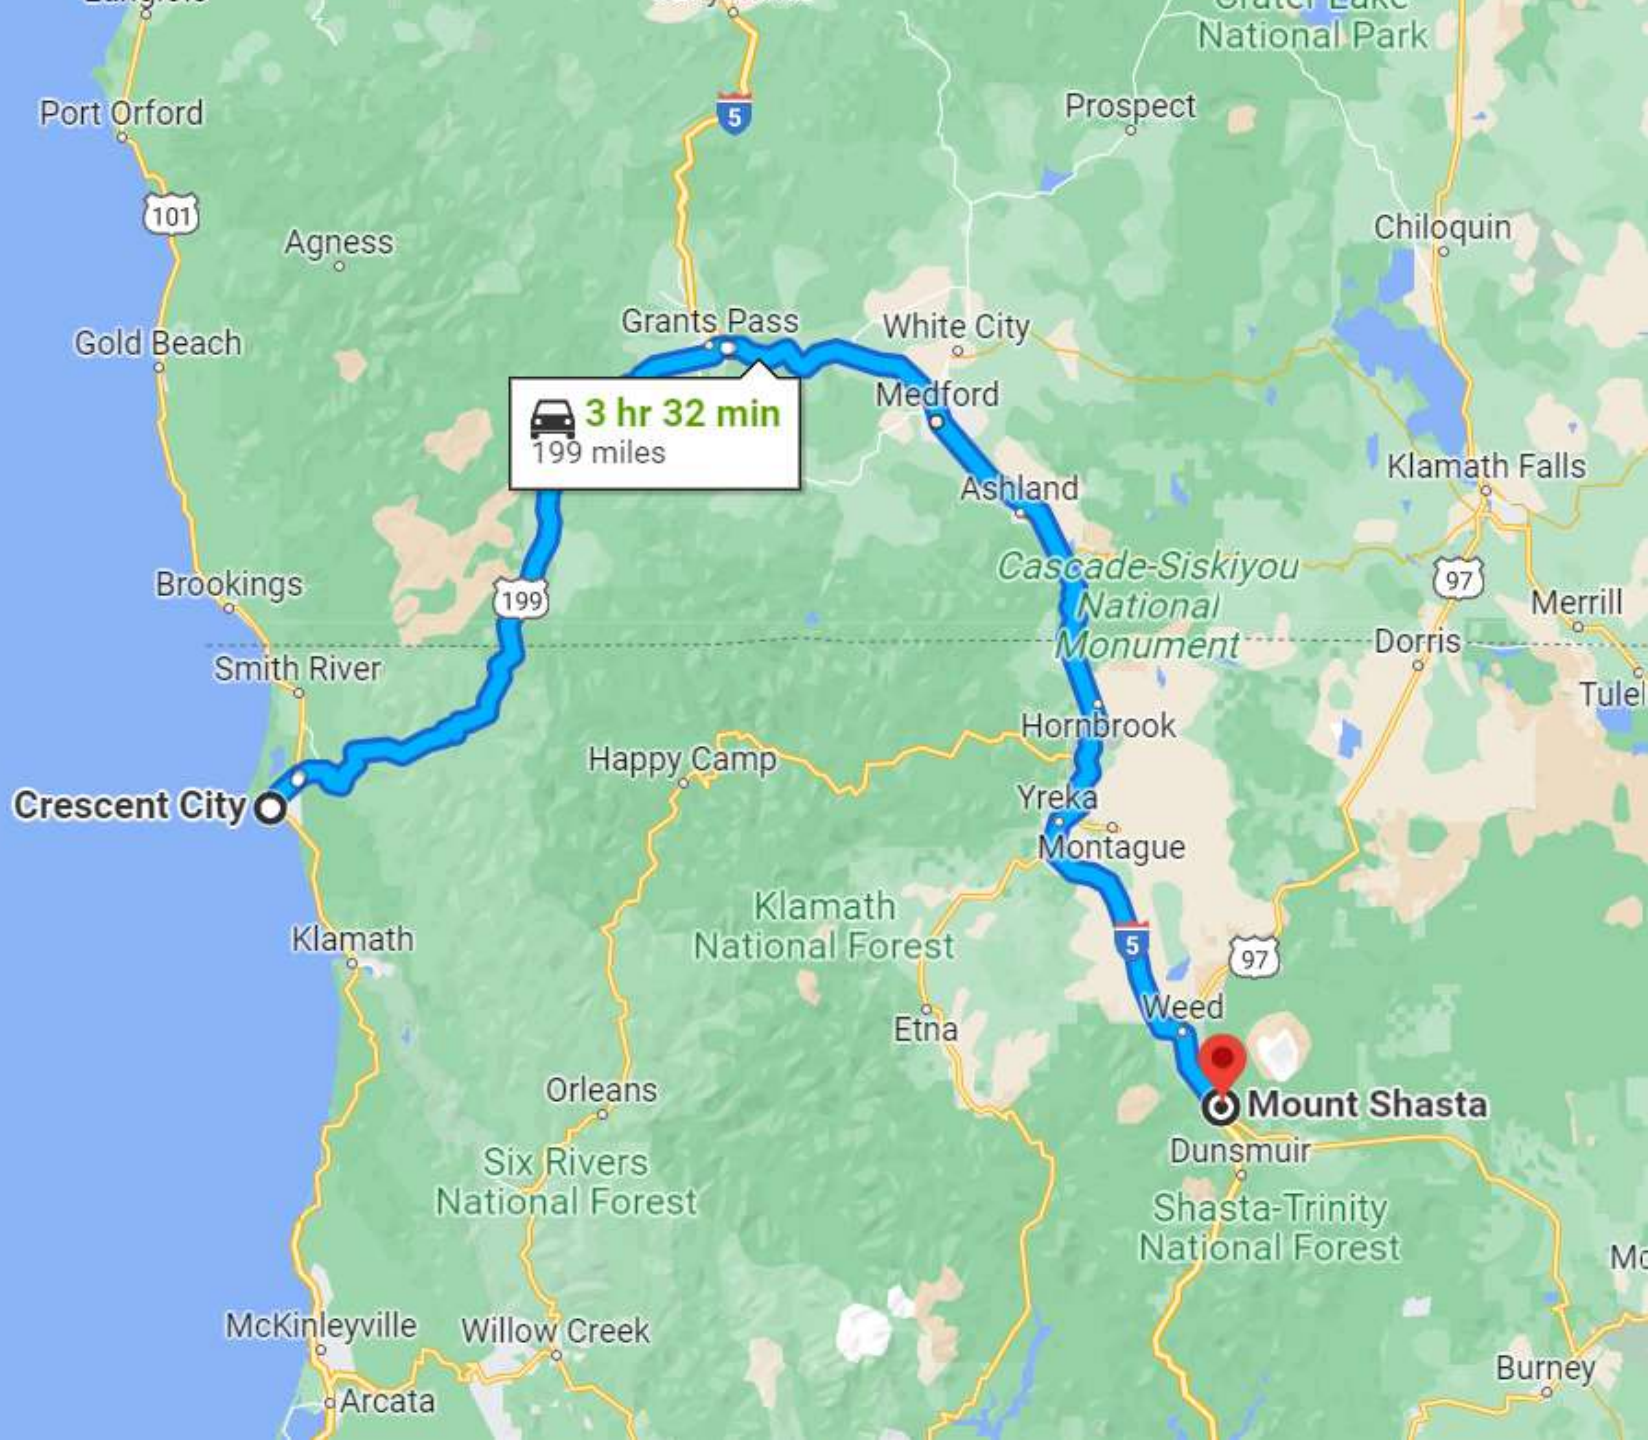 National Park
Port Orford
5
Prospect
101
Agness
Chiloquin
Gold Beach
Grants Pass
White City
3 hr 32 min
199 miles
Medford
Klamath Falls
Ashland
Cascade-Siskiyou
National
Monument
Brookings
199
97
Merrill
Dorris
Smith River
Hornbrook
Happy Camp
Crescent City
Yreka
Montague
Klamath
National Forest
Klamath
5
97
Weed
Etna
Mount Shasta
Orleans
Dunsmuir
Six Rivers
National Forest
Shasta-Trinity
National Forest
McKinleyville
Willow Creek
Burney
Arcata